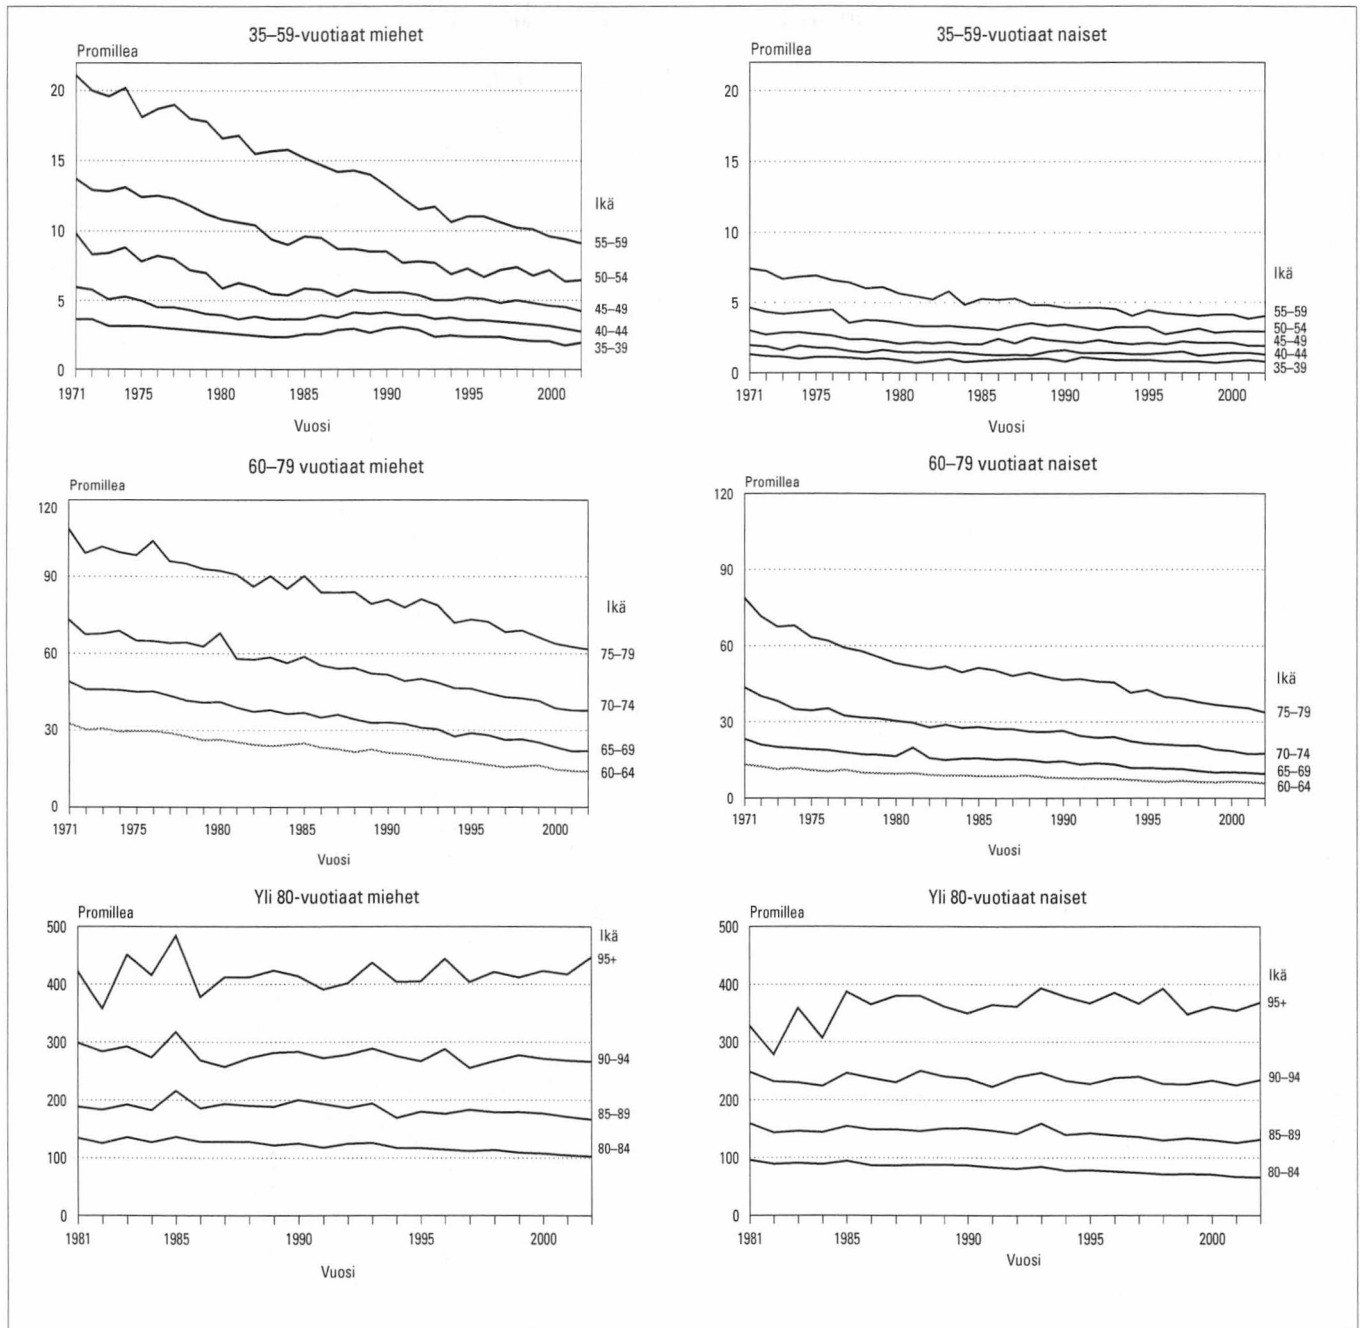 35–59-vuotiaat miehet
Promillea
20
15
10
5
0
1971 1975 1980 1985 1990 1995 2000
Vuosi
Ikä
55–59
50–54
45–49
40–44
35–39
35–59-vuotiaat naiset
Promillea
20
15
10
5
0
1971 1975 1980 1985 1990 1995 2000
Vuosi
Ikä
55–59
50–54
45–49
40–44
35–39
60–79 vuotiaat miehet
Promillea
120
90
60
30
0
1971 1975 1980 1985 1990 1995 2000
Vuosi
Ikä
75–79
70–74
65–69
60–64
60–79 vuotiaat naiset
Promillea
120
90
60
30
0
1971 1975 1980 1985 1990 1995 2000
Vuosi
Ikä
75–79
70–74
65–69
60–64
Yli 80-vuotiaat miehet
Promillea
500
400
300
200
100
0
1981 1985 1990 1995 2000
Vuosi
Ikä
95+
90–94
85–89
80–84
Yli 80-vuotiaat naiset
Promillea
500
400
300
200
100
0
1981 1985 1990 1995 2000
Vuosi
Ikä
95+
90–94
85–89
80–84